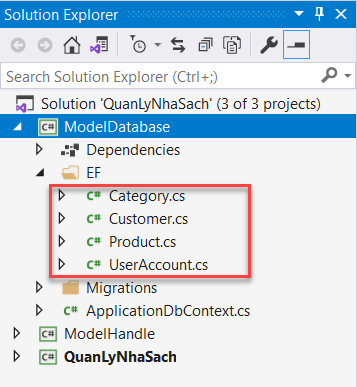 Solution Explorer
Search Solution Explorer (Ctrl+;)
Solution 'QuanLyNhaSach' (3 of 3 projects)
C# ModelDatabase
Dependencies
EF
C# Category.cs
C# Customer.cs
C# Product.cs
C# UserAccount.cs
Migrations
C# ApplicationDbContext.cs
C# ModelHandle
C# QuanLyNhaSach